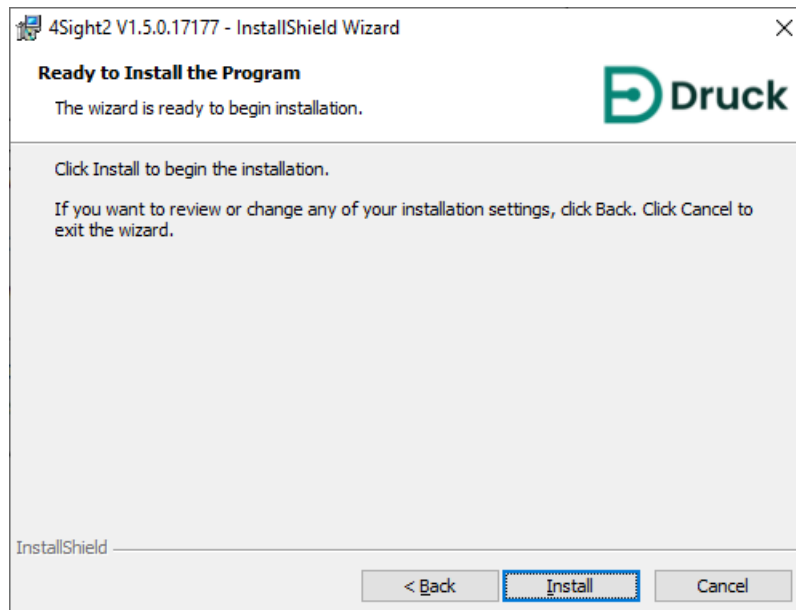 4Sight2 V1.5.0.17177 - InstallShield Wizard
Ready to Install the Program
The wizard is ready to begin installation.
Druck
Click Install to begin the installation.
If you want to review or change any of your installation settings, click Back. Click Cancel to
exit the wizard.
InstallShield
< Back
Install
Cancel